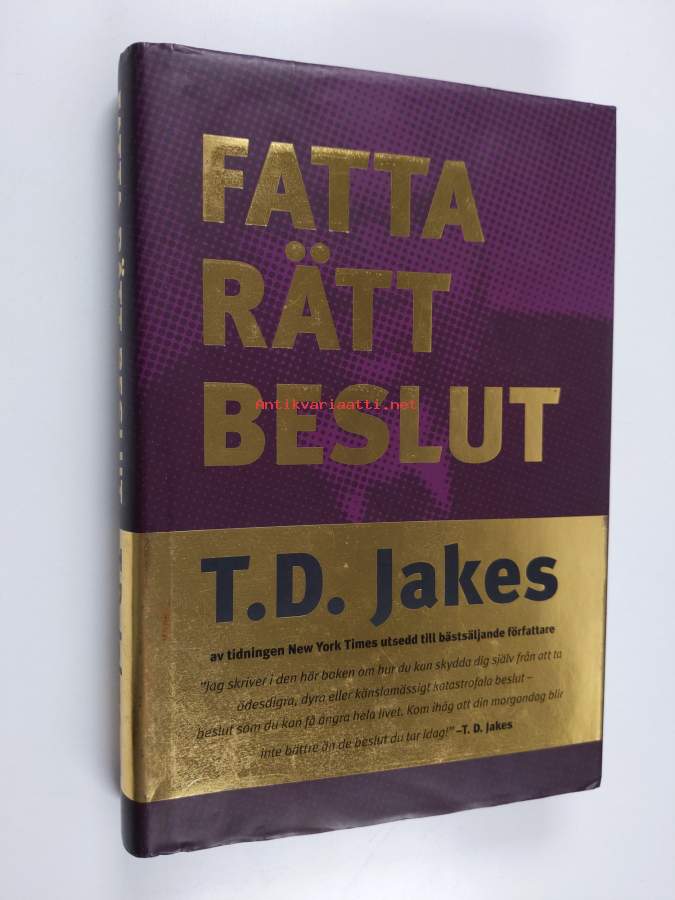 FATTA
RÄTT
BESLUT
Antikvariaatti.net
T.D. Jakes
av tidningen New York Times utsedd till bästsäljande författare
"Jag skriver i den här boken om hur du kan skydda dig själv från att ta
ödesdigra, dyra eller känslomässigt katastrofala beslut –
beslut som du kan få ångra hela livet. Kom ihåg att din morgondag blir
inte bättre än de beslut du tar idag!" –T. D. Jakes